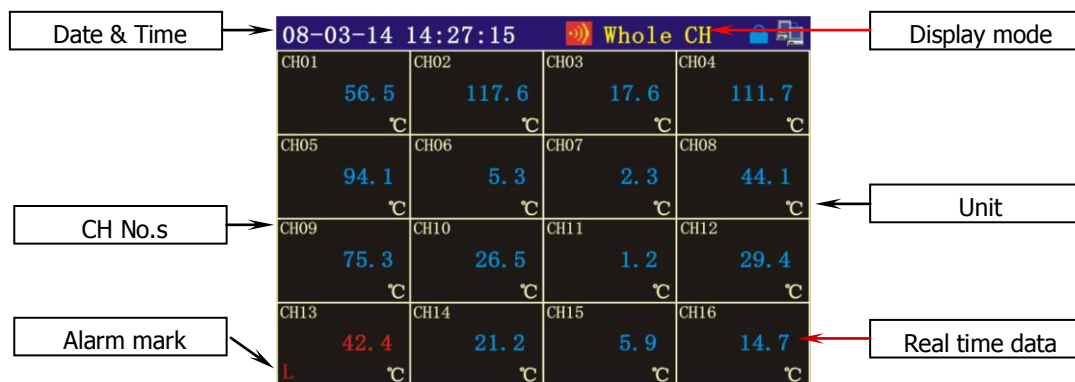 Date & Time
08-03-14 14:27:15 Whole CH
Display mode
CH01 CH02 CH03 CH04
56.5 117.6 17.6 111.7
℃ ℃ ℃ ℃
CH05 CH06 CH07 CH08
94.1 5.3 2.3 44.1
℃ ℃ ℃ ℃
Unit
CH No.s
CH09 CH10 CH11 CH12
75.3 26.5 1.2 29.4
℃ ℃ ℃ ℃
CH13 CH14 CH15 CH16
Alarm mark
42.4 21.2 5.9 14.7
Real time data
L ℃ ℃ ℃ ℃